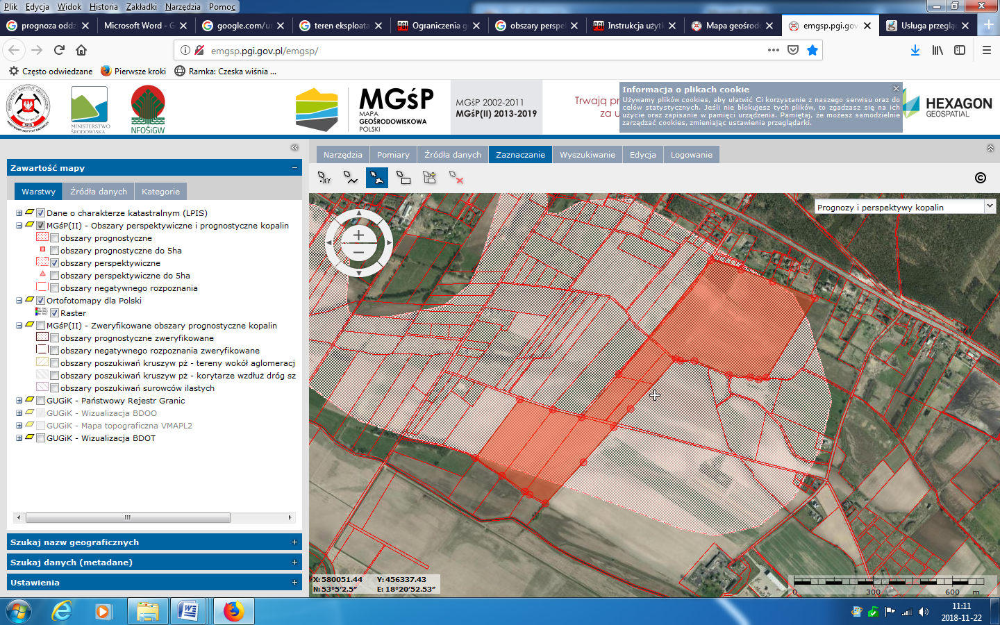 Plik Edycja Widok Historia Zakładki Narzędzia Pomoc
prognoza oddz
Microsoft Word - G
google.com/u
teren eksploata
Ograniczenia g
obszary perspek
Instrukcja użytk
Mapa geośrodo
emgsp.pgi.gov.
Usługa przeglą
emgsp.pgi.gov.pl/emgsp/
Często odwiedzane Pierwsze kroki Ramka: Czeska wiśnia ...
MINISTERSTWO
ŚRODOWISKA
NFOŚiGW
MGśP
MAPA
GEOŚRODOWISKOWA
POLSKI
MGśP 2002-2011
MGśP(II) 2013-2019
Trwają pr
za u
Informacja o plikach cookie
Używamy plików cookies, aby ułatwić Ci korzystanie z naszego serwisu oraz do
celów statystycznych. Jeśli nie blokujesz tych plików, to zgadzasz się na ich
użycie oraz zapisanie w pamięci urządzenia. Pamiętaj, że możesz samodzielnie
zarządzać cookies, zmieniając ustawienia przeglądarki.
HEXAGON
GEOSPATIAL
Narzędzia Pomiary Źródła danych Zaznaczanie Wyszukiwanie Edycja Logowanie
XY
©
Zawartość mapy
Warstwy Źródła danych Kategorie
Dane o charakterze katastralnym (LPIS)
MGśP(II) - Obszary perspektywiczne i prognostyczne kopalin
obszary prognostyczne
obszary prognostyczne do 5ha
obszary perspektywiczne
obszary perspektywiczne do 5ha
obszary negatywnego rozpoznania
Ortofotomapy dla Polski
Raster
MGśP(II) - Zweryfikowane obszary prognostyczne kopalin
obszary prognostyczne zweryfikowane
obszary negatywnego rozpoznania zweryfikowane
obszary poszukiwań kruszyw pż - tereny wokół aglomeracj
obszary poszukiwań kruszyw pż - korytarze wzdłuż dróg sz
obszary poszukiwań surowców ilastych
GUGiK - Państwowy Rejestr Granic
GUGiK - Wizualizacja BDOO
GUGiK - Mapa topograficzna VMAPL2
GUGiK - Wizualizacja BDOT
Szukaj nazw geograficznych
Szukaj danych (metadane)
Ustawienia
Prognozy i perspektywy kopalin
X: 580051.44 Y: 456337.43
N: 53°5'2.5" E: 18°20'52.53"
0 300 600 m
11:11
2018-11-22